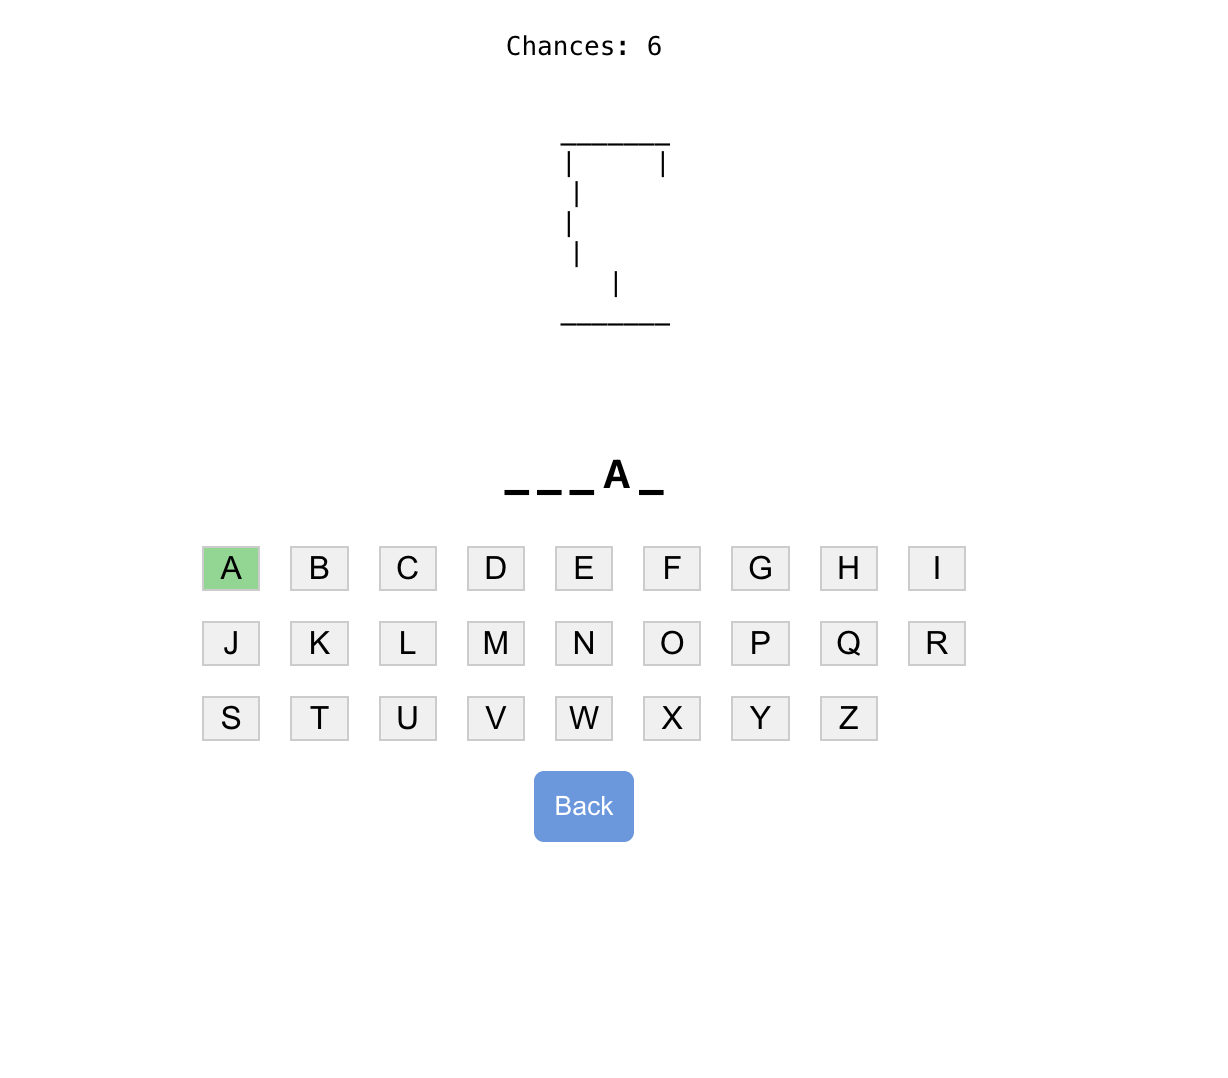 Chances: 6
_______
|     |
|
|
|
|
_______
_ _ _ A _
A B C D E F G H I
J K L M N O P Q R
S T U V W X Y Z
Back